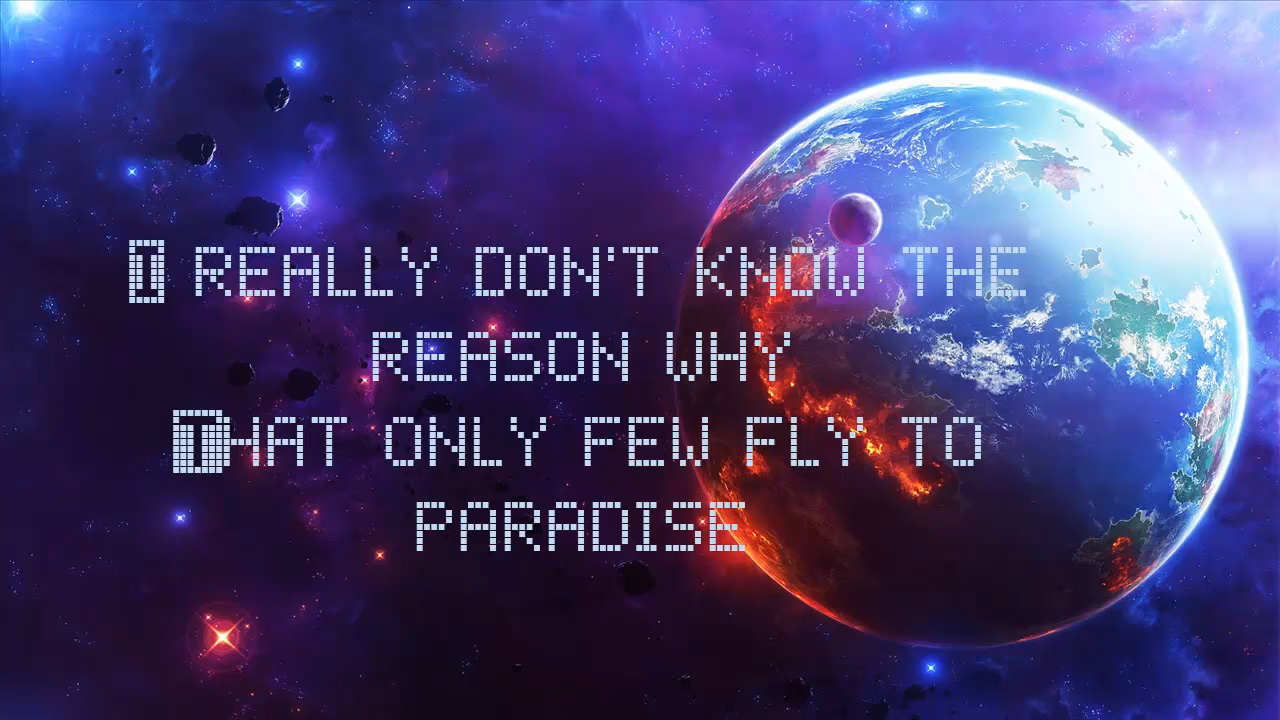 I REALLY DON'T KNOW THE
REASON WHY
THAT ONLY FEW FLY TO
PARADISE